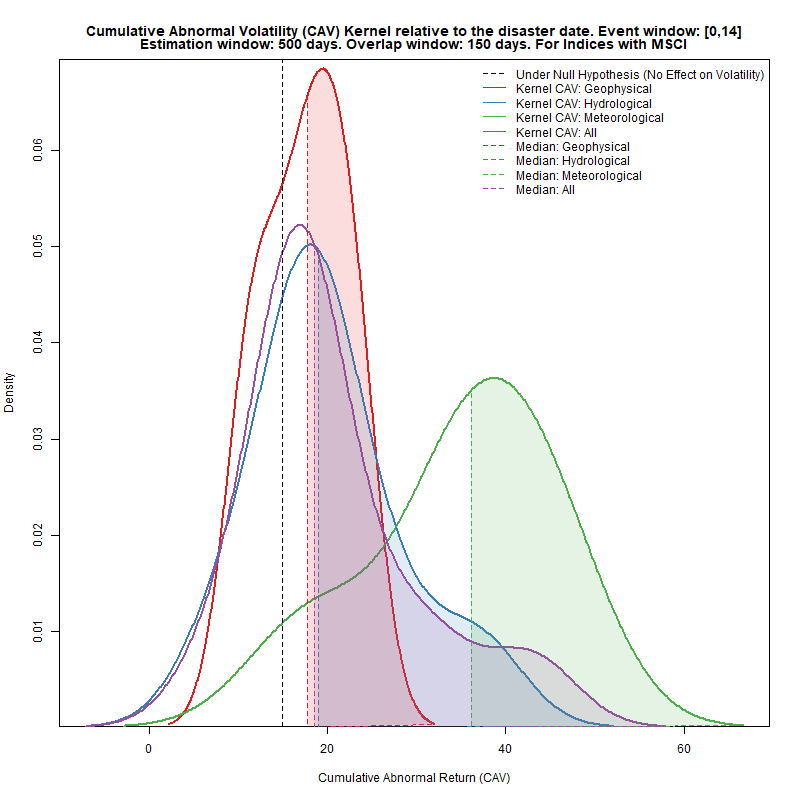 Cumulative Abnormal Volatility (CAV) Kernel relative to the disaster date. Event window: [0,14]
Estimation window: 500 days. Overlap window: 150 days. For Indices with MSCI
Under Null Hypothesis (No Effect on Volatility)
Kernel CAV: Geophysical
Kernel CAV: Hydrological
Kernel CAV: Meteorological
Kernel CAV: All
Median: Geophysical
Median: Hydrological
Median: Meteorological
Median: All
Density
0.06
0.05
0.04
0.03
0.02
0.01
0 20 40 60
Cumulative Abnormal Return (CAV)